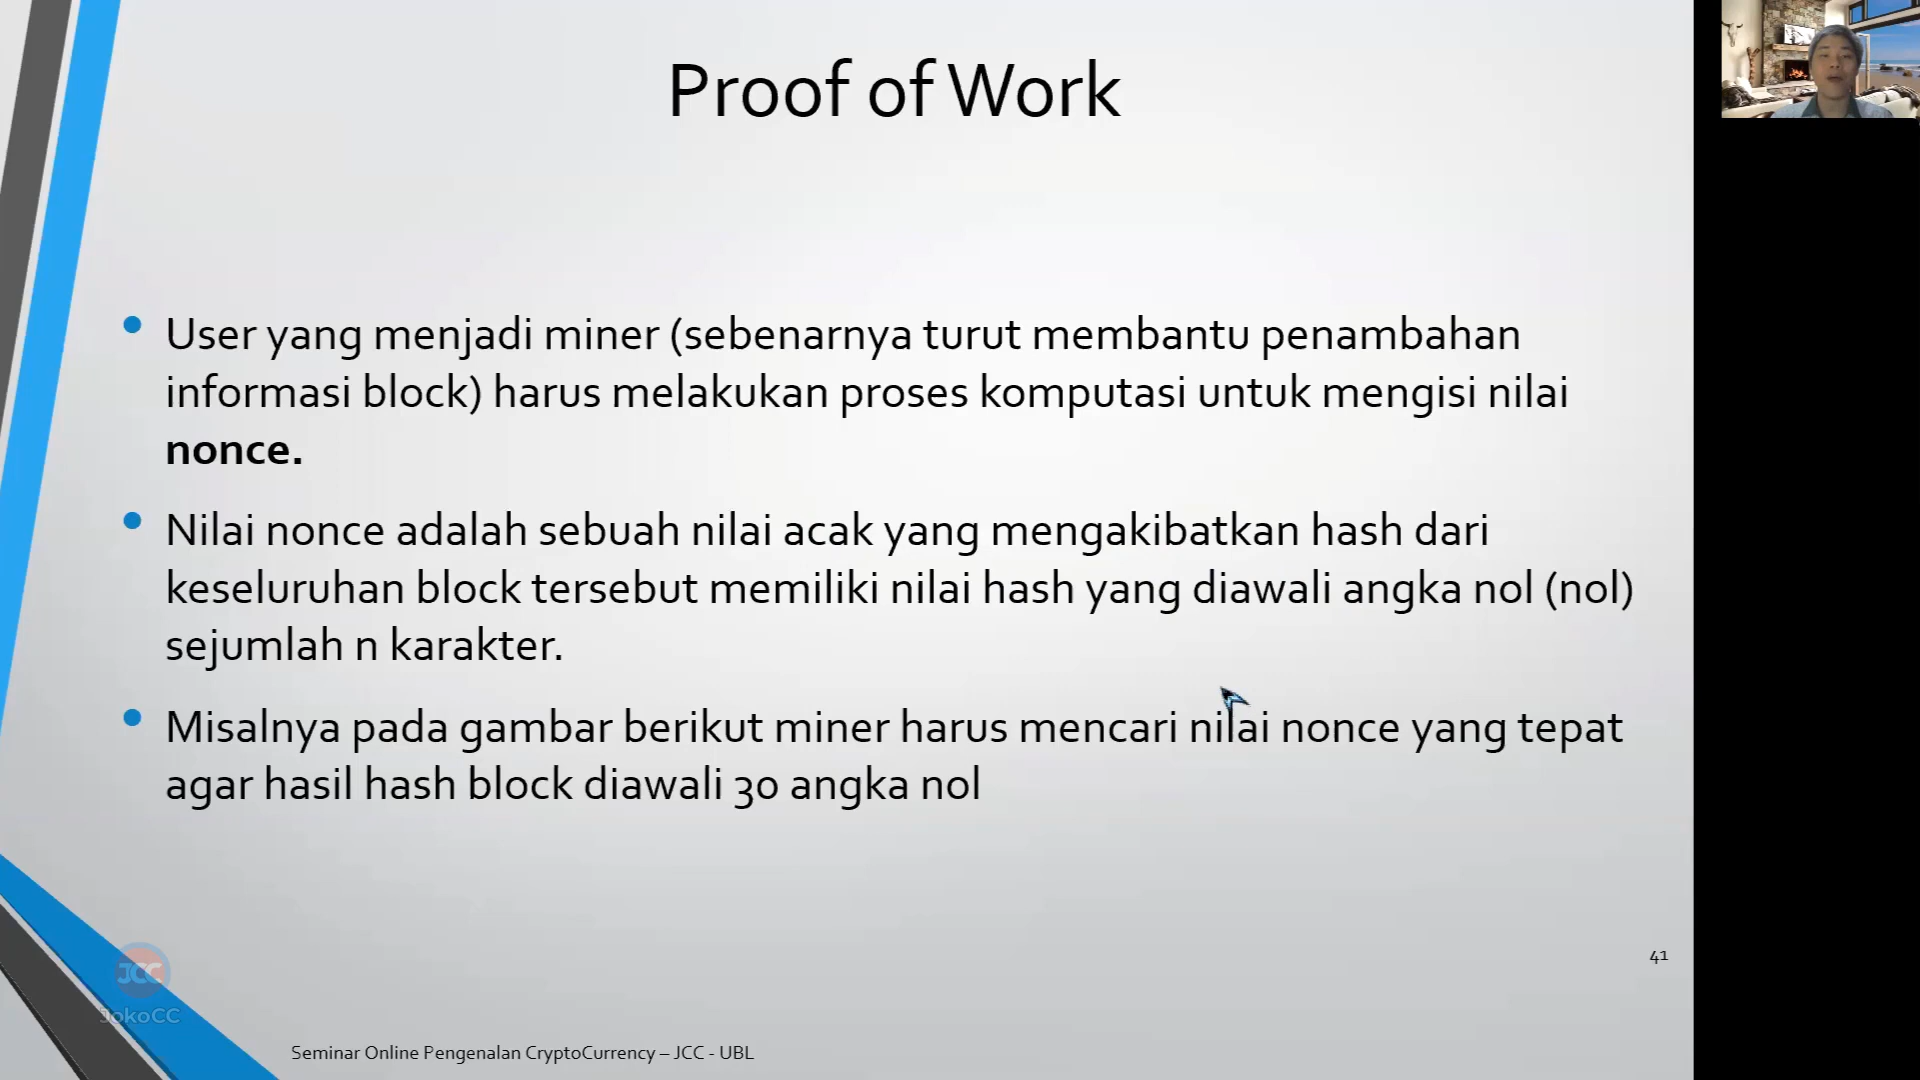 Proof of Work
User yang menjadi miner (sebenarnya turut membantu penambahan
informasi block) harus melakukan proses komputasi untuk mengisi nilai
nonce.
Nilai nonce adalah sebuah nilai acak yang mengakibatkan hash dari
keseluruhan block tersebut memiliki nilai hash yang diawali angka nol (nol)
sejumlah n karakter.
Misalnya pada gambar berikut miner harus mencari nilai nonce yang tepat
agar hasil hash block diawali 30 angka nol
41
JCC
JokoCC
Seminar Online Pengenalan CryptoCurrency – JCC - UBL